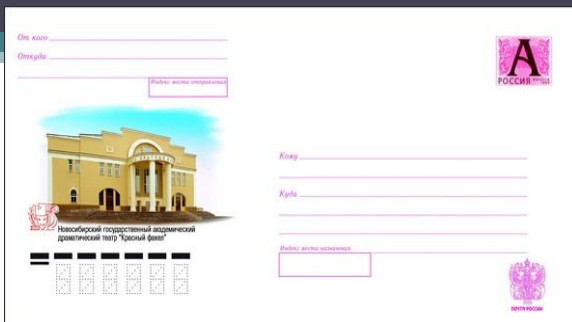 От кого
Откуда
Индекс места отправления
А
РОССИЯ
Новосибирский государственный академический
драматический театр "Красный факел"
Кому
Куда
Индекс места назначения
ПОЧТА РОССИИ